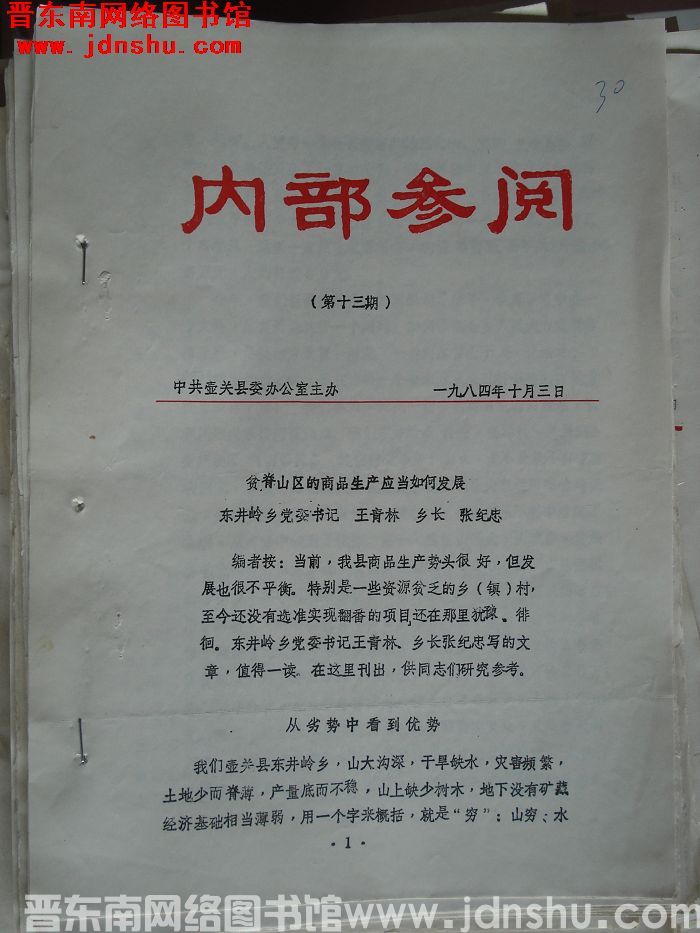 晋东南网络图书馆
www.jdnshu.com
30
内部参阅
（第十三期）
中共壶关县委办公室主办 一九八四年十月三日
贫脊山区的商品生产应当如何发展
东井岭乡党委书记 王青林 乡长 张纪忠
编者按：当前，我县商品生产势头很好，但发
展也很不平衡。特别是一些资源贫乏的乡（镇）村，
至今还没有选准实现翻番的项目，还在那里犹豫。徘
徊。东井岭乡党委书记王青林、乡长张纪忠写的文
章，值得一读。在这里刊出，供同志们研究参考。
从劣势中看到优势
我们壶关县东井岭乡，山大沟深，干旱缺水，灾害频繁，
土地少而脊薄，产量底而不稳，山上缺少树木，地下没有矿藏
经济基础相当薄弱，用一个字来概括，就是“穷”：山穷、水
·1·
晋东南网络图书馆www.jdnshu.com